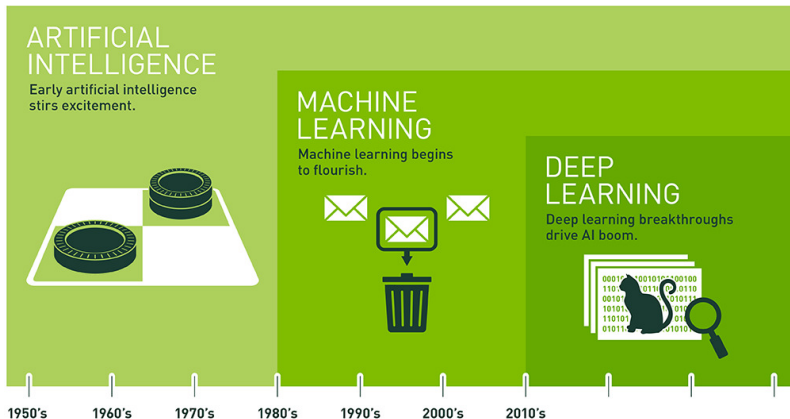 ARTIFICIAL
INTELLIGENCE
Early artificial intelligence
stirs excitement.
MACHINE
LEARNING
Machine learning begins
to flourish.
DEEP
LEARNING
Deep learning breakthroughs
drive AI boom.
1950's 1960's 1970's 1980's 1990's 2000's 2010's